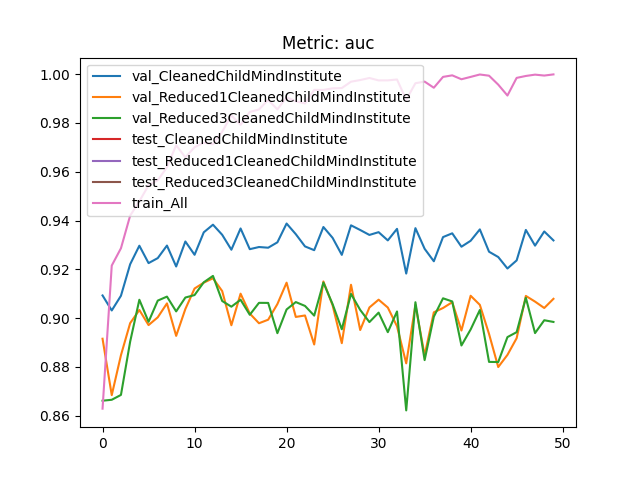 Metric: auc
val_CleanedChildMindInstitute
val_Reduced1CleanedChildMindInstitute
val_Reduced3CleanedChildMindInstitute
test_CleanedChildMindInstitute
test_Reduced1CleanedChildMindInstitute
test_Reduced3CleanedChildMindInstitute
train_All
1.00
0.98
0.96
0.94
0.92
0.90
0.88
0.86
0 10 20 30 40 50